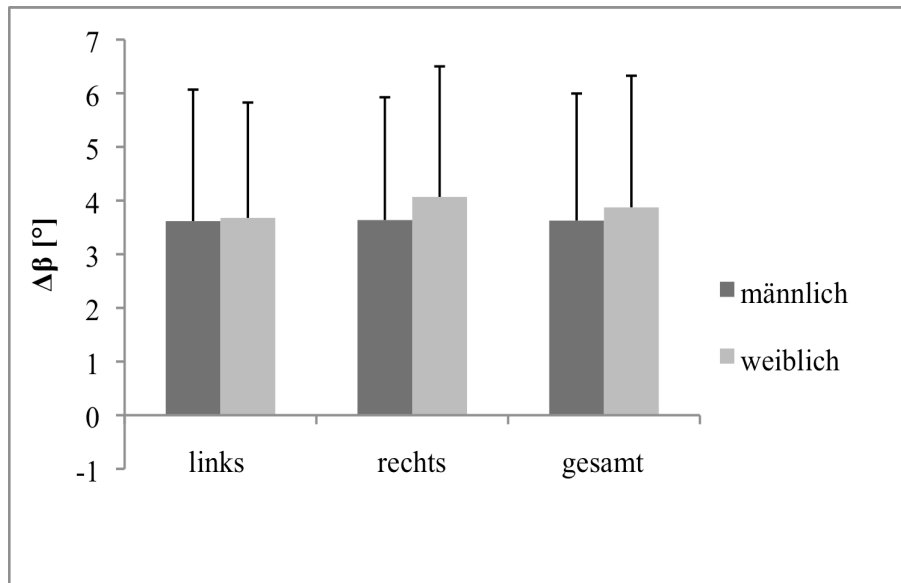 7
6
5
4
3
2
1
0
-1
Δβ [°]
links rechts gesamt
männlich
weiblich